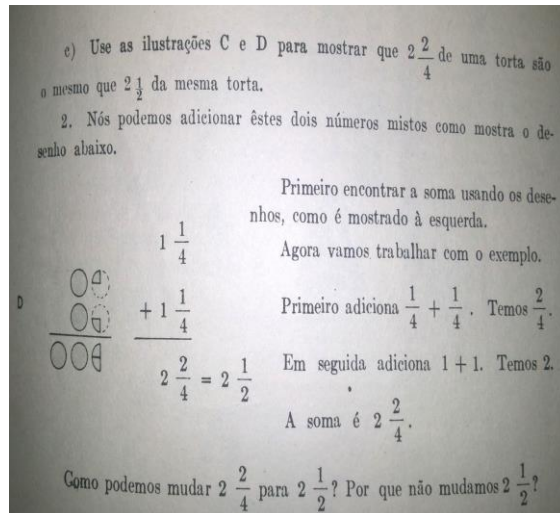 e) Use as ilustrações C e D para mostrar que 2 2/4 de uma torta são
o mesmo que 2 1/2 da mesma torta.
2. Nós podemos adicionar êstes dois números mistos como mostra o de-
senho abaixo.
Primeiro encontrar a soma usando os dese-
nhos, como é mostrado à esquerda.
Agora vamos trabalhar com o exemplo.
D
1 1/4
+ 1 1/4
2 2/4 = 2 1/2
Primeiro adiciona 1/4 + 1/4 . Temos 2/4.
Em seguida adiciona 1 + 1. Temos 2.
A soma é 2 2/4.
Como podemos mudar 2 2/4 para 2 1/2? Por que não mudamos 2 1/2?